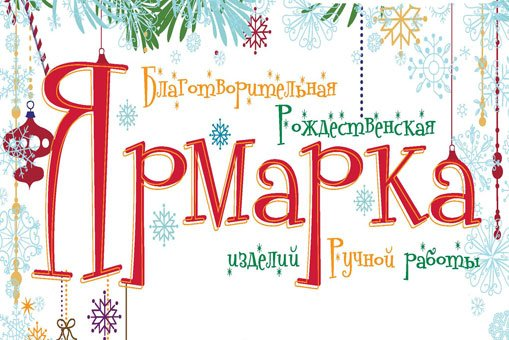 Благотворительная
Рождественская
Ярмарка
изделий Ручной работы